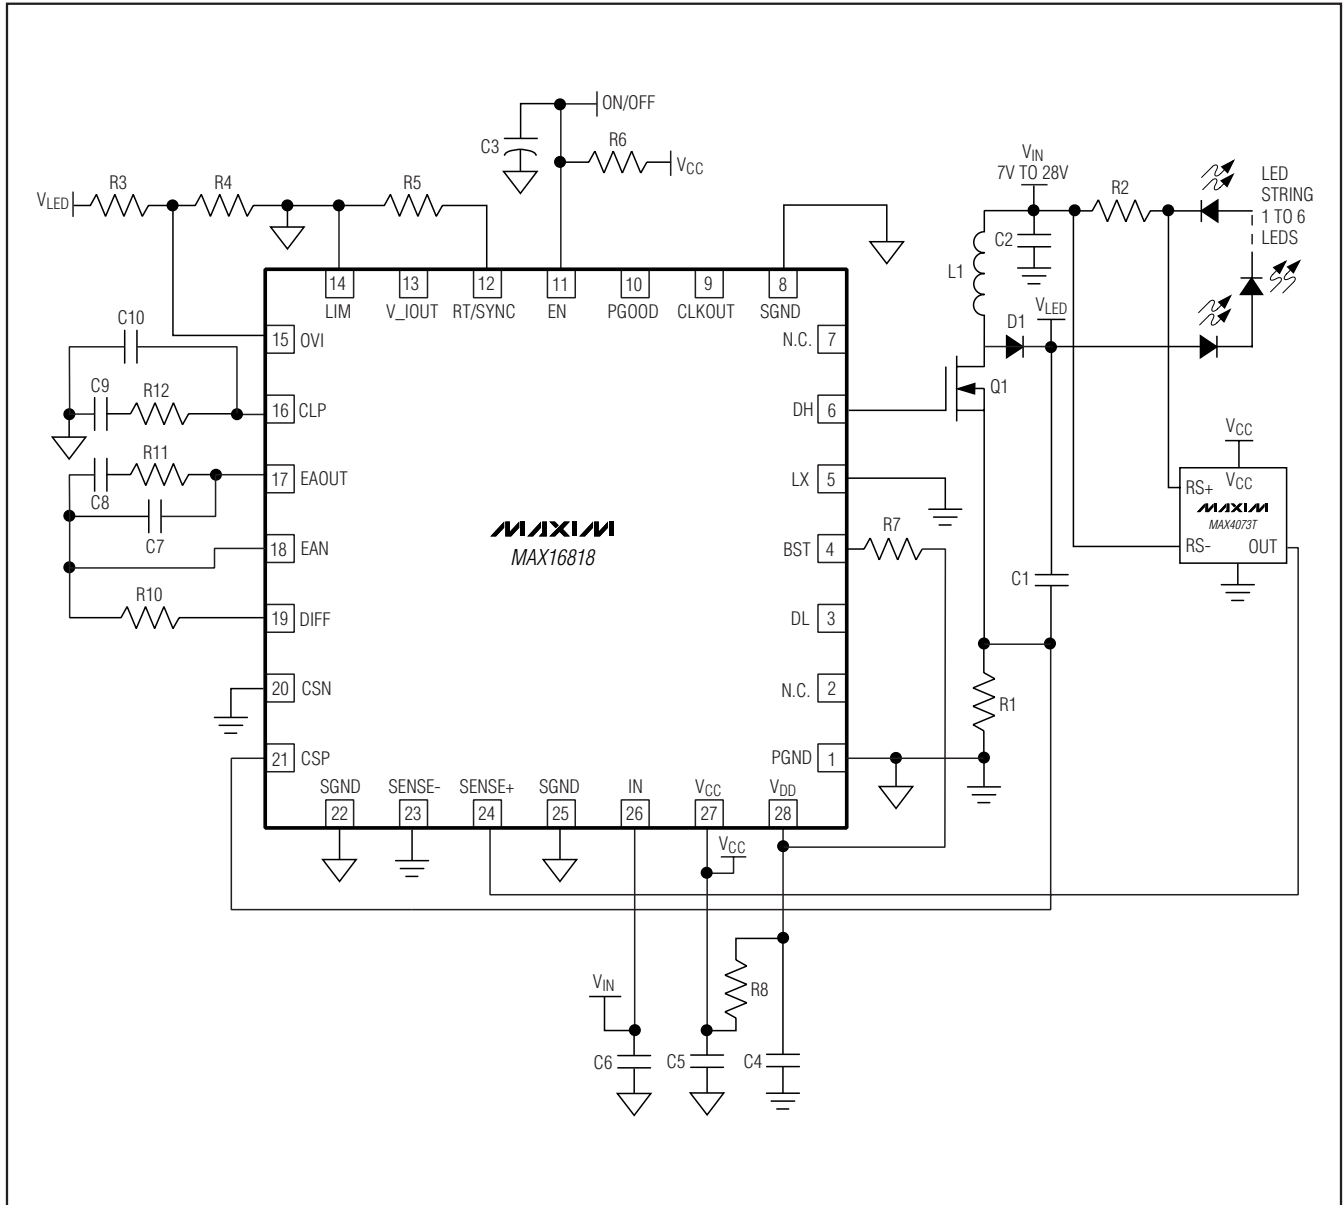 ON/OFF
C3
R6
VCC
VLED
R3
R4
R5
VIN
7V TO 28V
R2
LED
STRING
1 TO 6
LEDS
C2
L1
14
13
12
11
10
9
8
LIM
V_IOUT
RT/SYNC
EN
PGOOD
CLKOUT
SGND
C10
15
OVI
N.C.
7
D1
VLED
C9
R12
16
CLP
DH
6
Q1
R11
C8
17
EAOUT
LX
5
VCC
VCC
RS+
MAXIM
MAX4073T
RS-
OUT
C7
MAXIM
MAX16818
R7
18
EAN
BST
4
C1
R10
19
DIFF
DL
3
20
CSN
N.C.
2
R1
21
CSP
PGND
1
SGND
SENSE-
SENSE+
SGND
IN
VCC
VDD
22
23
24
25
26
27
28
VCC
VIN
R8
C6
C5
C4